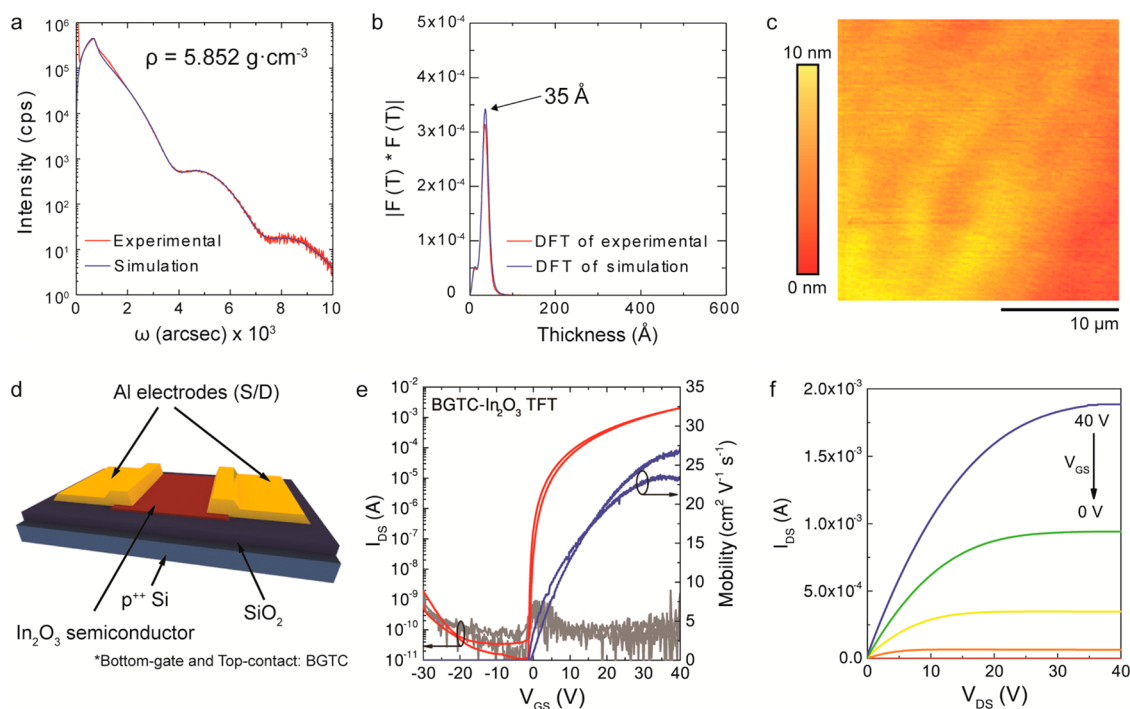 a
10⁶
10⁵
10⁴
10³
10²
10¹
10⁰
Intensity (cps)
ρ = 5.852 g·cm⁻³
Experimental
Simulation
0 2 4 6 8 10
ω (arcsec) x 10³
b
5x10⁻⁴
4x10⁻⁴
3x10⁻⁴
2x10⁻⁴
1x10⁻⁴
0
|F(T) * F(T)|
35 Å
DFT of experimental
DFT of simulation
0 100 200 300 400 500 600
Thickness (Å)
c
10 nm
0 nm
10 µm
d
Al electrodes (S/D)
p⁺⁺ Si
SiO₂
In₂O₃ semiconductor
*Bottom-gate and Top-contact: BGTC
e
BGTC-In₂O₃ TFT
10⁻²
10⁻³
10⁻⁴
10⁻⁵
10⁻⁶
10⁻⁷
10⁻⁸
10⁻⁹
10⁻¹⁰
10⁻¹¹
I_DS (A)
35
30
25
20
15
10
5
0
Mobility (cm² V⁻¹ s⁻¹)
-30 -20 -10 0 10 20 30 40
V_GS (V)
f
2.0x10⁻³
1.5x10⁻³
1.0x10⁻³
5.0x10⁻⁴
0.0
I_DS (A)
40 V
V_GS
0 V
0 10 20 30 40
V_DS (V)